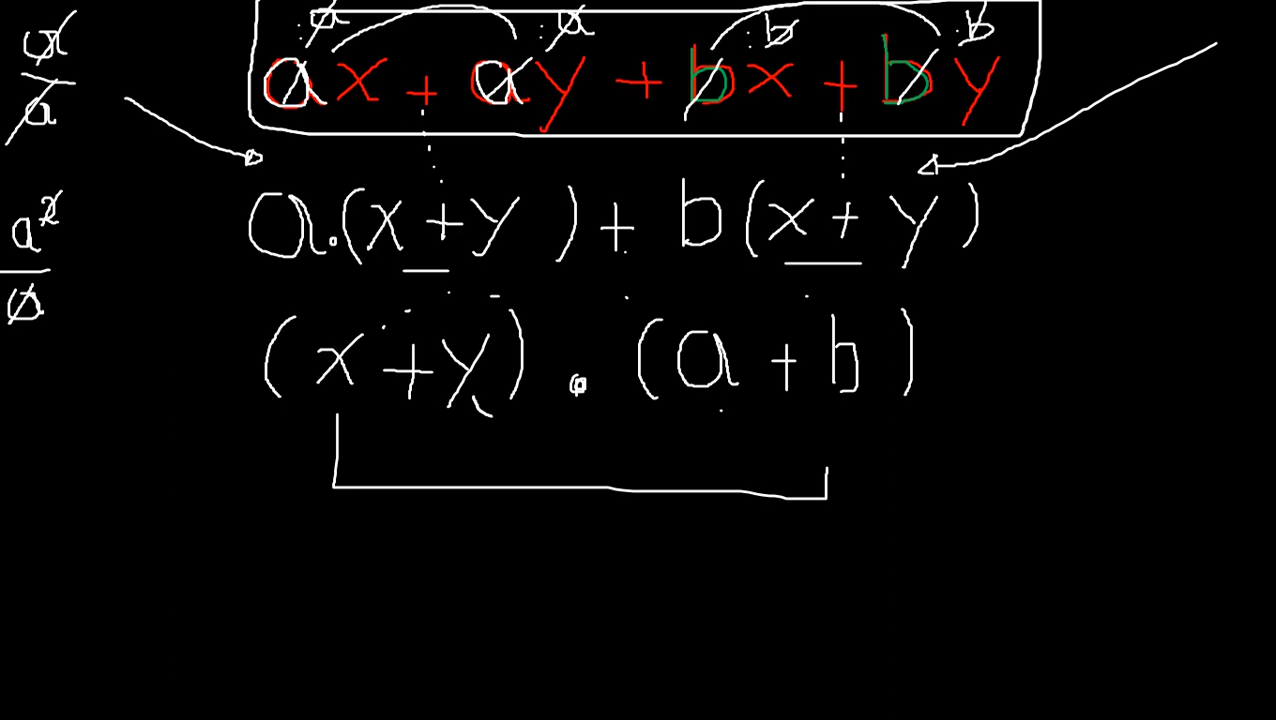 : a : a : b : b
ax + ay + bx + by
a.(x+y) + b(x+y)
(x+y) . (a + b)
a
a
a²
a